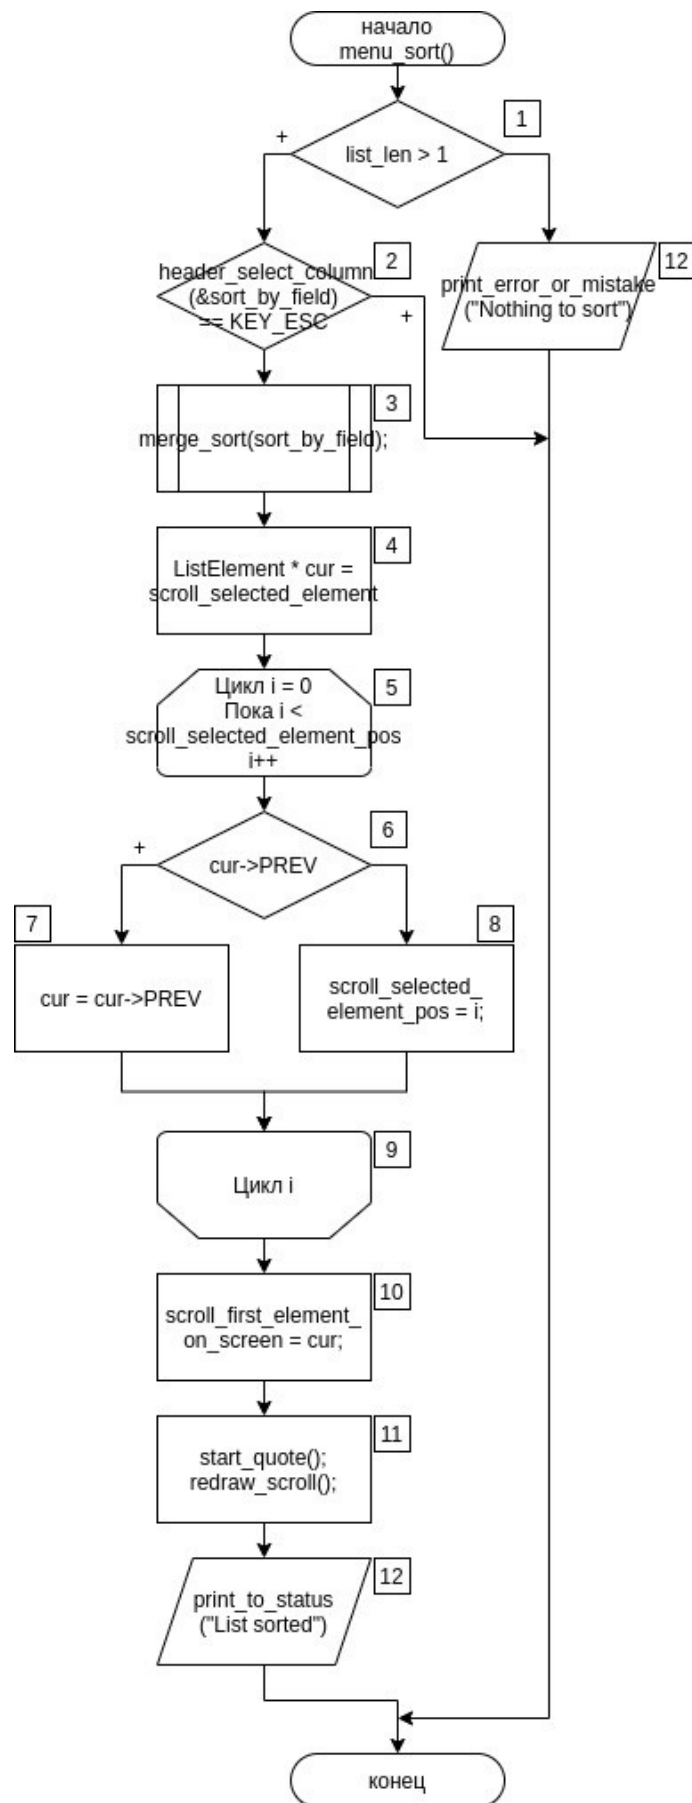 начало
menu_sort()
1
+
list_len > 1
2
12
header_select_column
(&sort_by_field)
== KEY_ESC
+
print_error_or_mistake
("Nothing to sort")
3
merge_sort(sort_by_field);
4
ListElement * cur =
scroll_selected_element
5
Цикл i = 0
Пока i <
scroll_selected_element_pos
i++
6
+
cur->PREV
7
8
cur = cur->PREV
scroll_selected_
element_pos = i;
9
Цикл i
10
scroll_first_element_
on_screen = cur;
11
start_quote();
redraw_scroll();
12
print_to_status
("List sorted")
конец